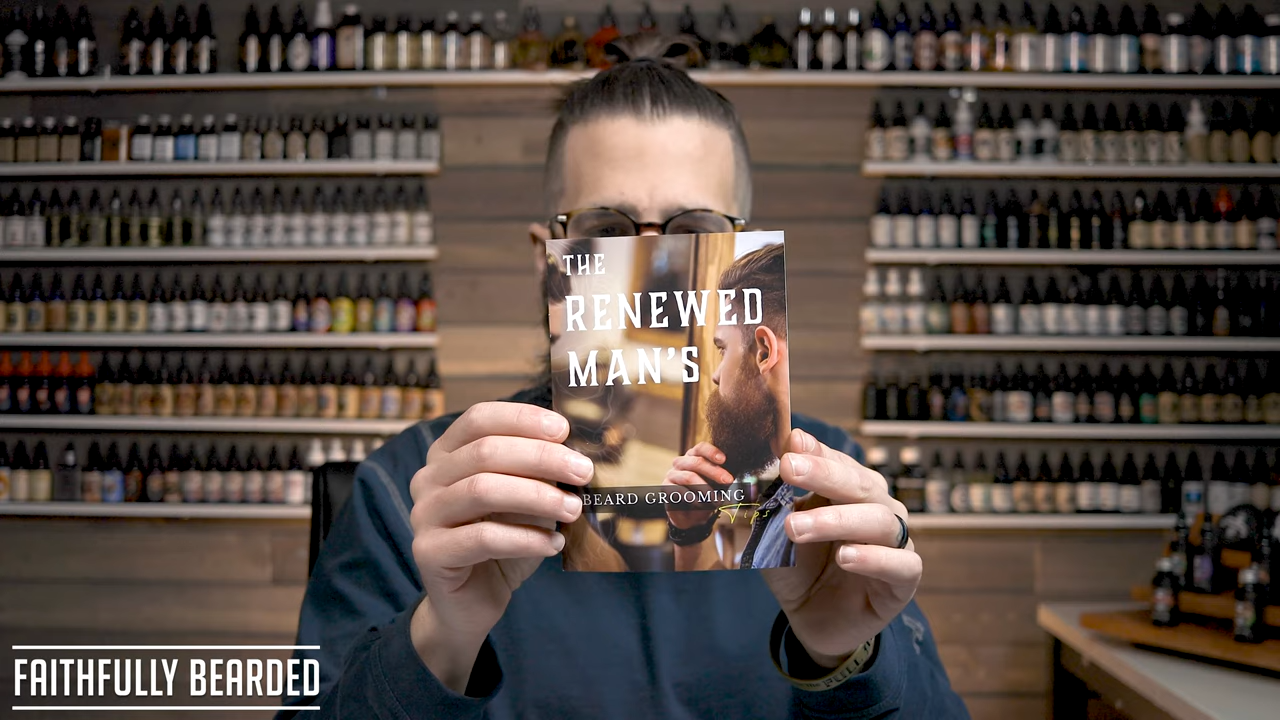 THE
RENEWED
MAN'S
BEARD GROOMING
Tips
FAITHFULLY BEARDED